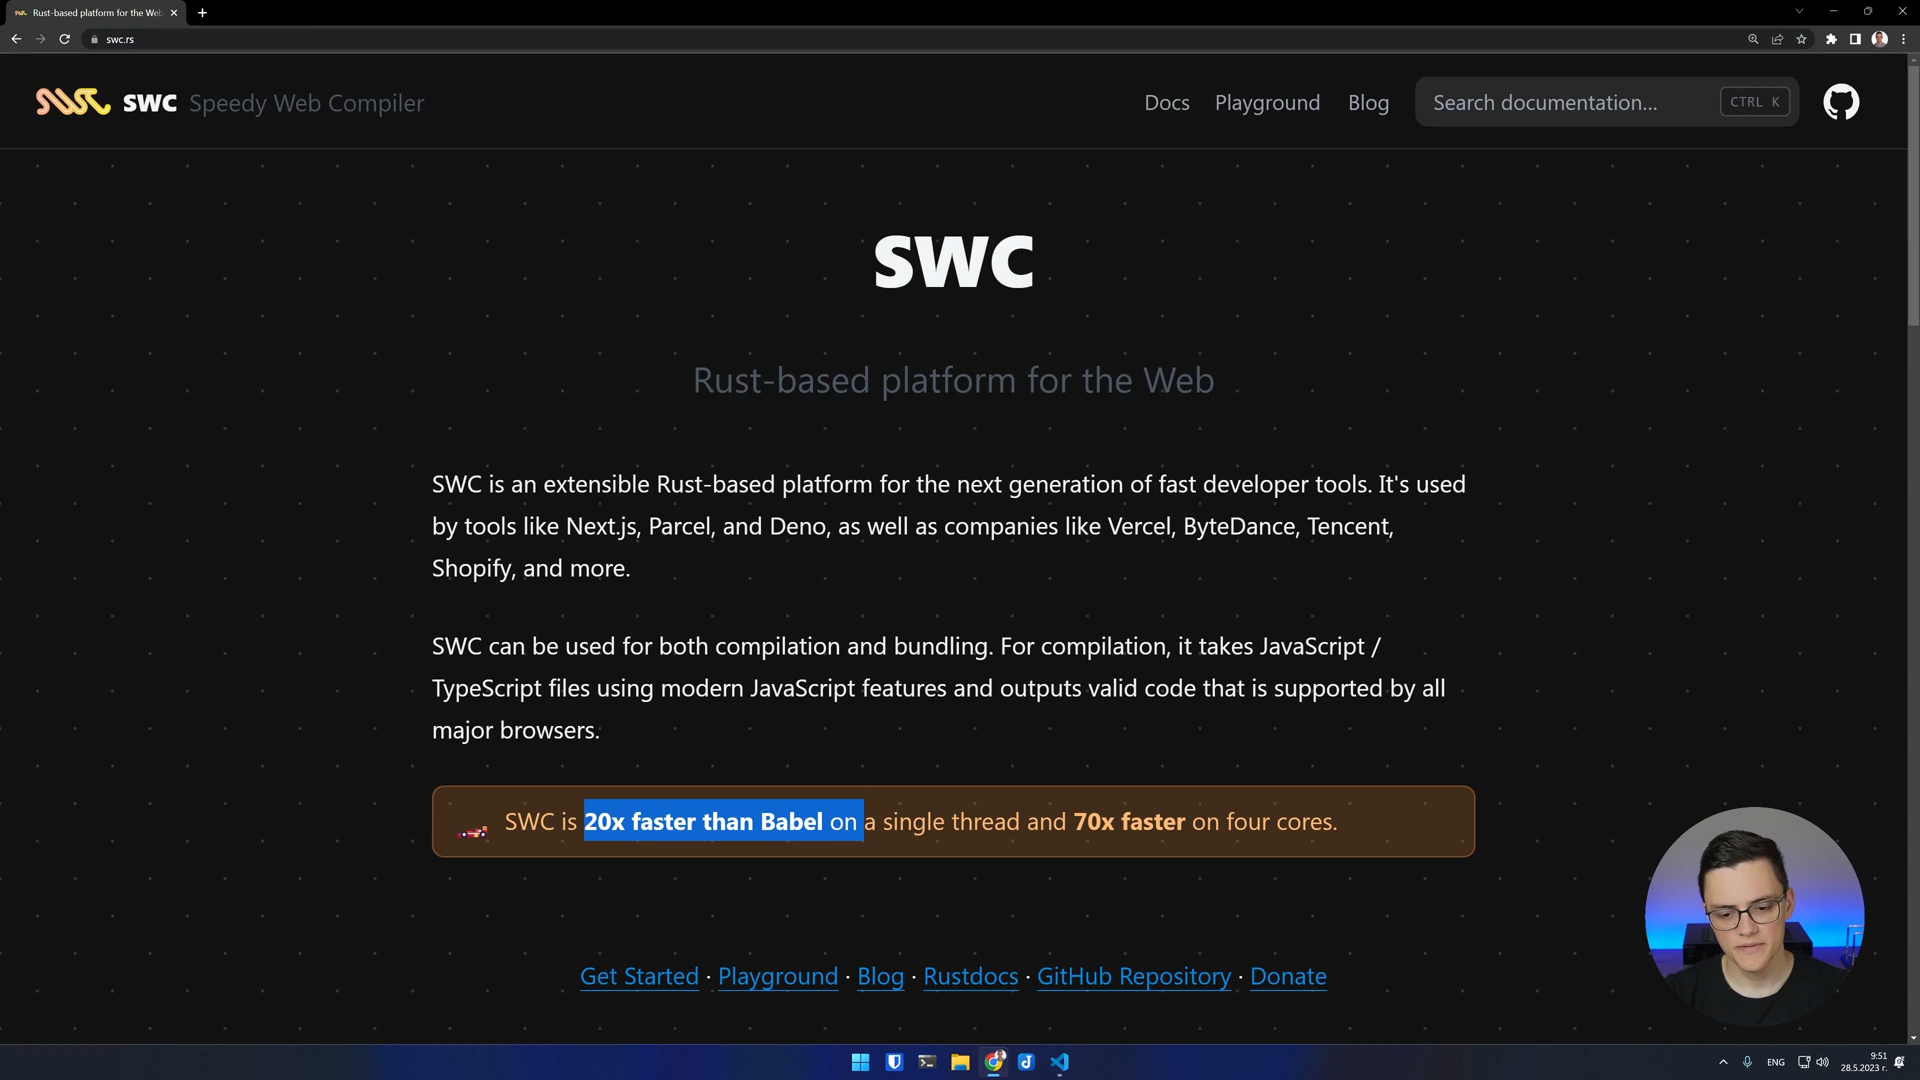 Rust-based platform for the Web
swc.rs
SWC Speedy Web Compiler
Docs Playground Blog Search documentation... CTRL K
SWC
Rust-based platform for the Web
SWC is an extensible Rust-based platform for the next generation of fast developer tools. It's used
by tools like Next.js, Parcel, and Deno, as well as companies like Vercel, ByteDance, Tencent,
Shopify, and more.
SWC can be used for both compilation and bundling. For compilation, it takes JavaScript /
TypeScript files using modern JavaScript features and outputs valid code that is supported by all
major browsers.
SWC is 20x faster than Babel on a single thread and 70x faster on four cores.
Get Started · Playground · Blog · Rustdocs · GitHub Repository · Donate
ENG
9:51
28.5.2023 г.